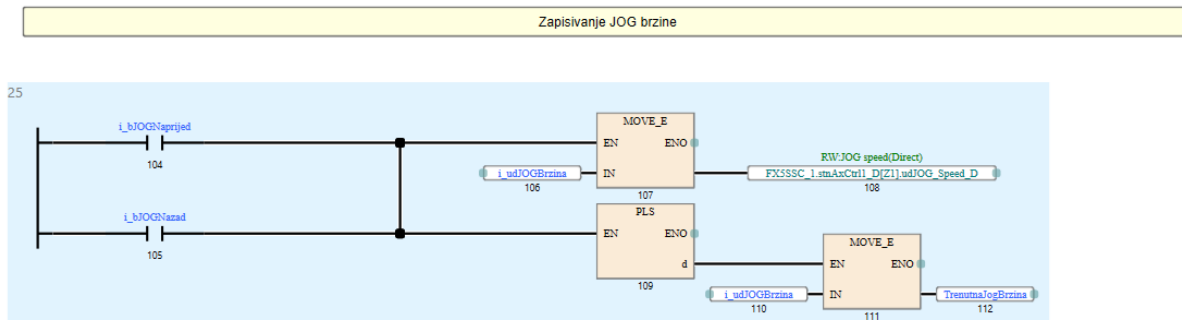 Zapisivanje JOG brzine
25
i_bJOGNaprijed
104
MOVE_E
EN ENO
IN
107
i_udJOGBrzina
106
RW:JOG speed(Direct)
FX5SSC_1.stnAxCtrl1_D[Z1].udJOG_Speed_D
108
i_bJOGNazad
105
PLS
EN ENO
d
109
MOVE_E
EN ENO
IN
111
i_udJOGBrzina
110
TrenutnaJogBrzina
112